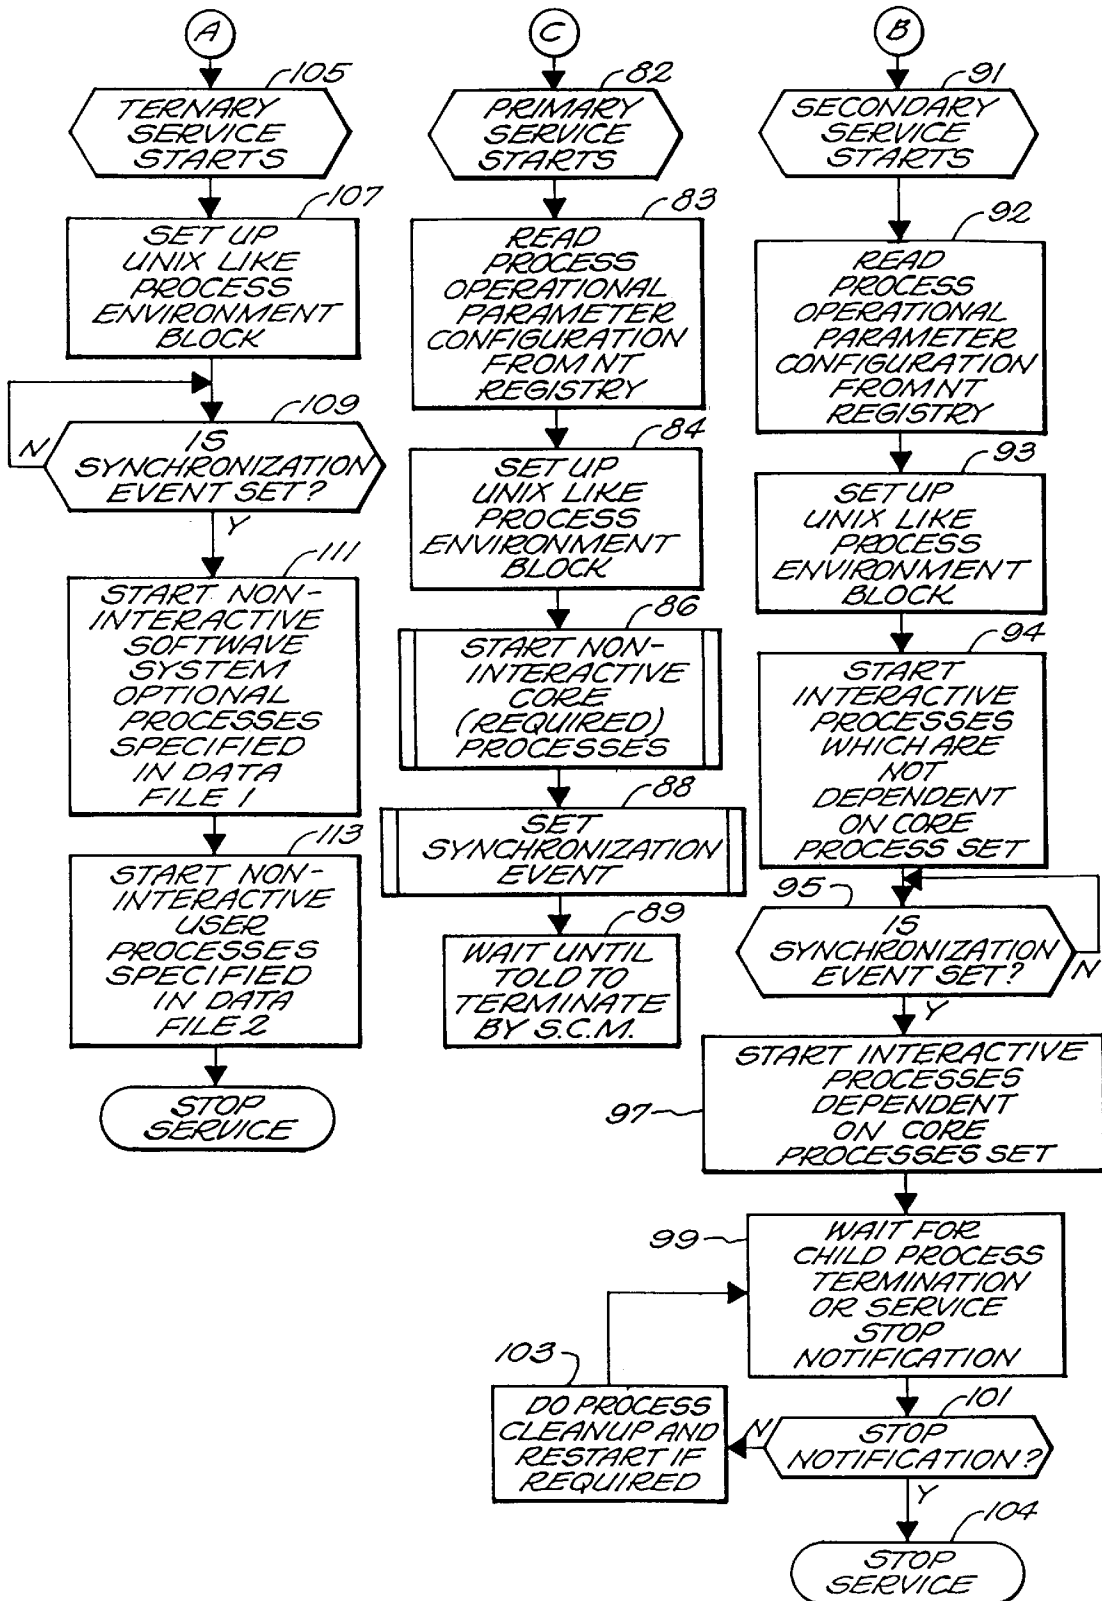 A
105
TERNARY
SERVICE
STARTS
107
SET UP
UNIX LIKE
PROCESS
ENVIRONMENT
BLOCK
109
N
IS
SYNCHRONIZATION
EVENT SET?
Y
111
START NON-
INTERACTIVE
SOFTWAVE
SYSTEM
OPTIONAL
PROCESSES
SPECIFIED
IN DATA
FILE 1
113
START NON-
INTERACTIVE
USER
PROCESSES
SPECIFIED
IN DATA
FILE 2
STOP
SERVICE
C
82
PRIMARY
SERVICE
STARTS
83
READ
PROCESS
OPERATIONAL
PARAMETER
CONFIGURATION
FROM NT
REGISTRY
84
SET UP
UNIX LIKE
PROCESS
ENVIRONMENT
BLOCK
86
START NON-
INTERACTIVE
CORE
(REQUIRED)
PROCESSES
88
SET
SYNCHRONIZATION
EVENT
89
WAIT UNTIL
TOLD TO
TERMINATE
BY S.C.M.
B
91
SECONDARY
SERVICE
STARTS
92
READ
PROCESS
OPERATIONAL
PARAMETER
CONFIGURATION
FROM NT
REGISTRY
93
SET UP
UNIX LIKE
PROCESS
ENVIRONMENT
BLOCK
94
START
INTERACTIVE
PROCESSES
WHICH ARE
NOT
DEPENDENT
ON CORE
PROCESS SET
95
IS
SYNCHRONIZATION
EVENT SET?
N
Y
97
START INTERACTIVE
PROCESSES
DEPENDENT
ON CORE
PROCESSES SET
99
WAIT FOR
CHILD PROCESS
TERMINATION
OR SERVICE
STOP
NOTIFICATION
101
STOP
NOTIFICATION?
N
103
DO PROCESS
CLEANUP AND
RESTART IF
REQUIRED
Y
104
STOP
SERVICE